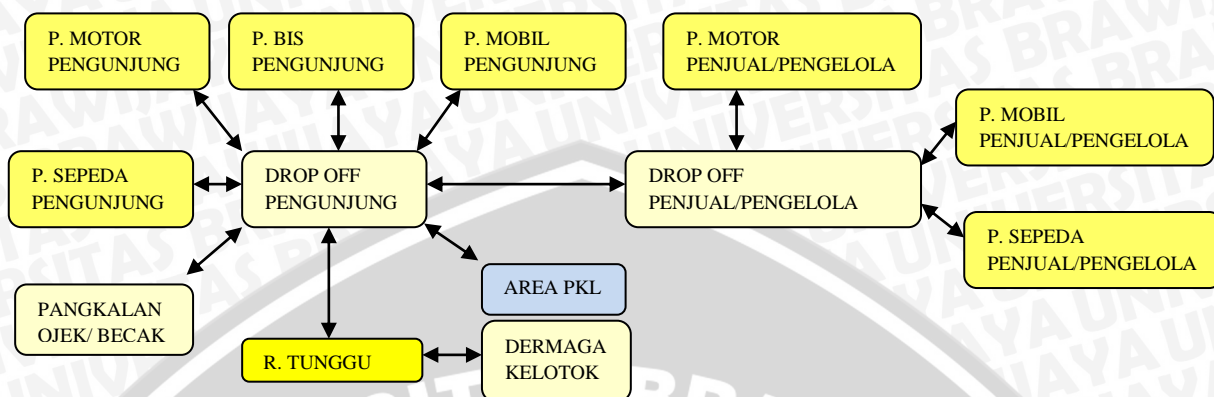 P. MOTOR
PENGUNJUNG
P. BIS
PENGUNJUNG
P. MOBIL
PENGUNJUNG
P. MOTOR
PENJUAL/PENGELOLA
P. MOBIL
PENJUAL/PENGELOLA
P. SEPEDA
PENGUNJUNG
DROP OFF
PENGUNJUNG
DROP OFF
PENJUAL/PENGELOLA
P. SEPEDA
PENJUAL/PENGELOLA
AREA PKL
PANGKALAN
OJEK/ BECAK
R. TUNGGU
DERMAGA
KELOTOK